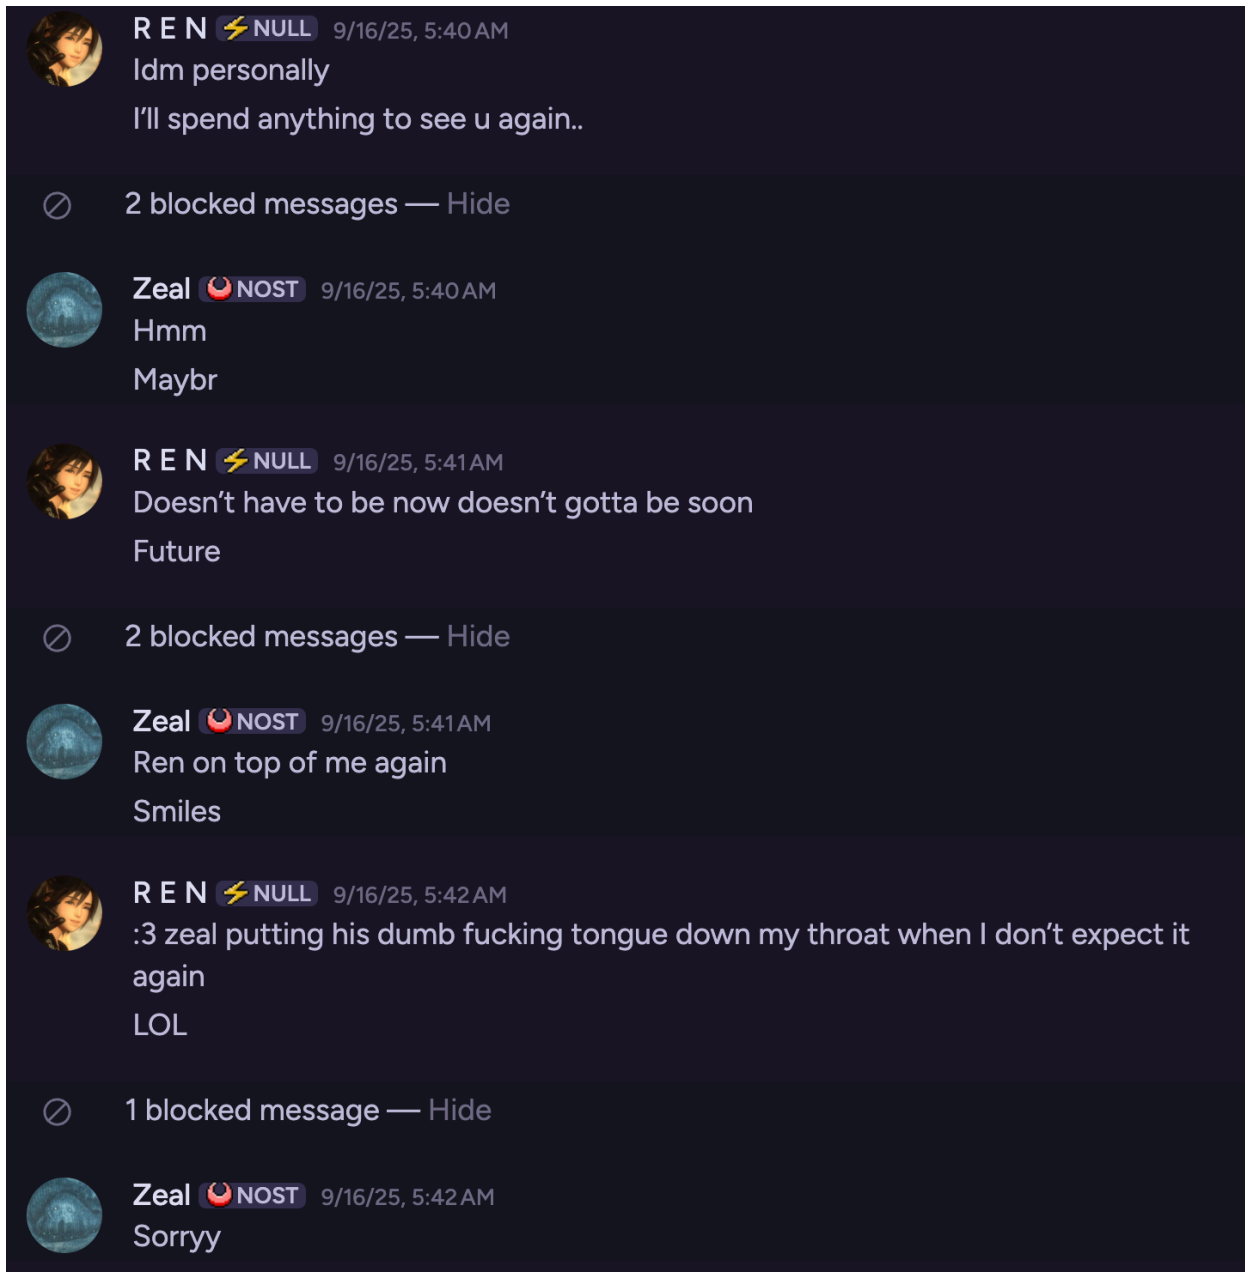 R E N ⚡ NULL 9/16/25, 5:40 AM
Idm personally
I'll spend anything to see u again..
2 blocked messages — Hide
Zeal NOST 9/16/25, 5:40 AM
Hmm
Maybr
R E N ⚡ NULL 9/16/25, 5:41 AM
Doesn't have to be now doesn't gotta be soon
Future
2 blocked messages — Hide
Zeal NOST 9/16/25, 5:41 AM
Ren on top of me again
Smiles
R E N ⚡ NULL 9/16/25, 5:42 AM
:3 zeal putting his dumb fucking tongue down my throat when I don't expect it
again
LOL
1 blocked message — Hide
Zeal NOST 9/16/25, 5:42 AM
Sorryy